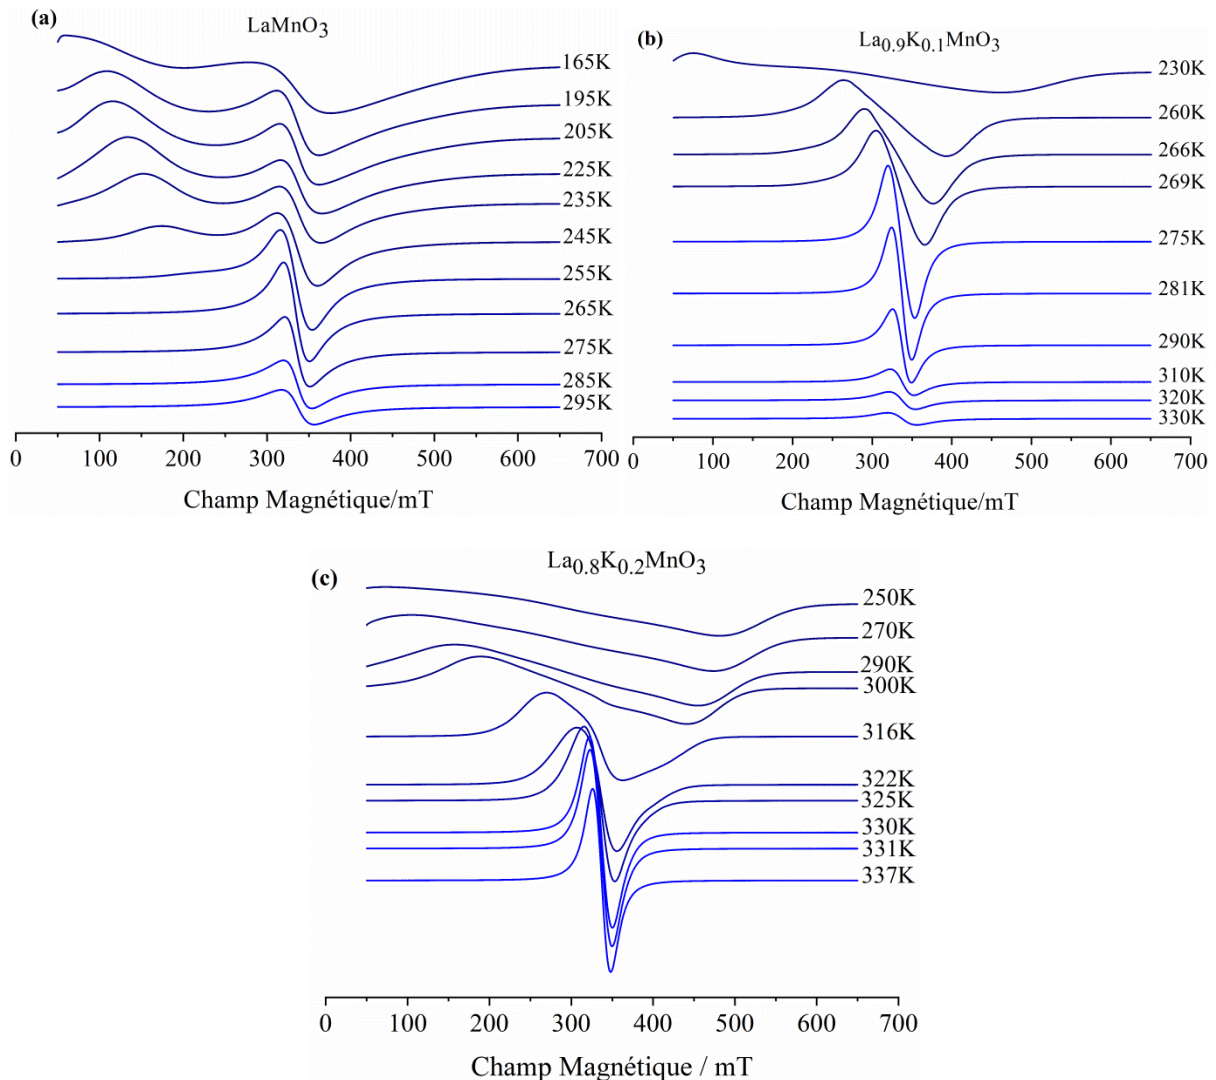 (a)
LaMnO3
165K
195K
205K
225K
235K
245K
255K
265K
275K
285K
295K
0 100 200 300 400 500 600 700
Champ Magnétique/mT
(b)
La0.9K0.1MnO3
230K
260K
266K
269K
275K
281K
290K
310K
320K
330K
0 100 200 300 400 500 600 700
Champ Magnétique/mT
(c)
La0.8K0.2MnO3
250K
270K
290K
300K
316K
322K
325K
330K
331K
337K
0 100 200 300 400 500 600 700
Champ Magnétique / mT